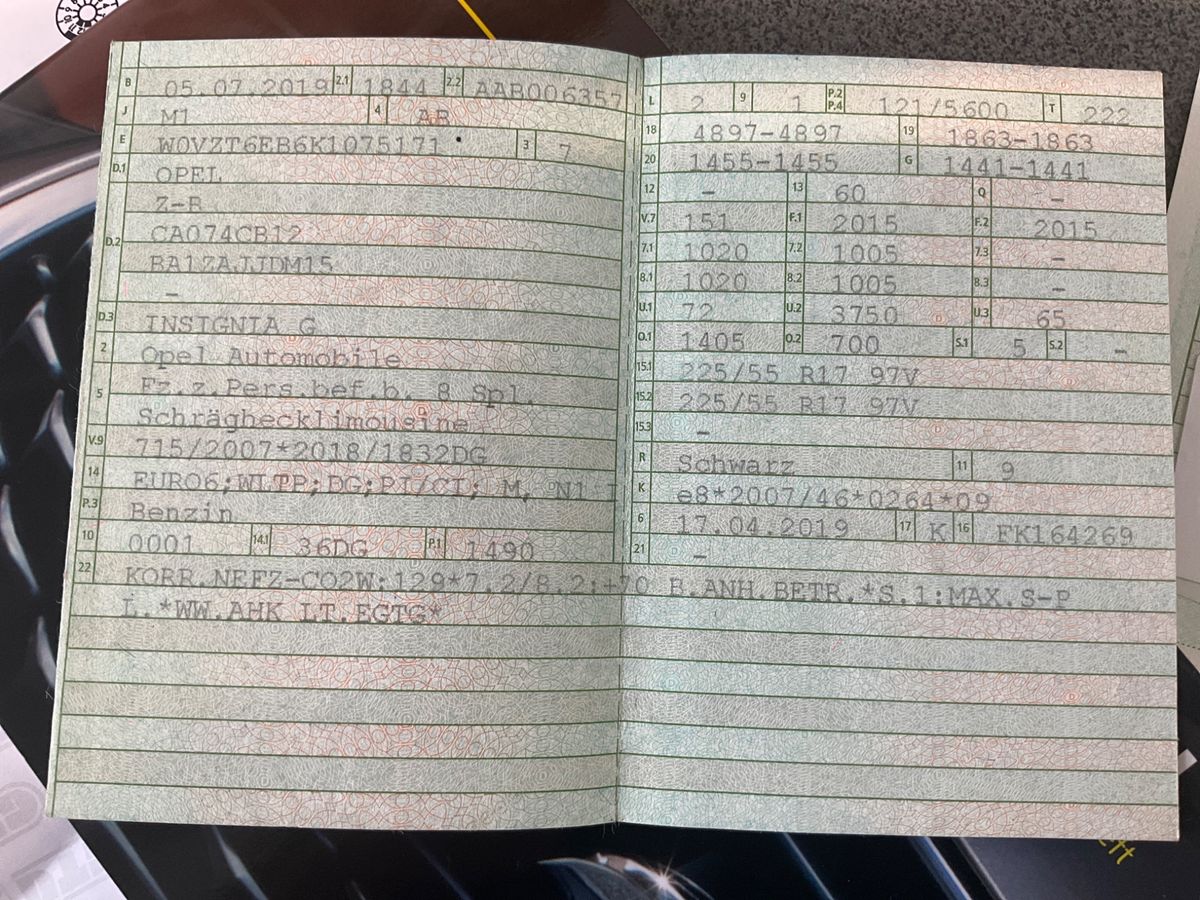 B 05.07.2019 2.1 1844 2.2 AAB006357
J M1 4 AB
E W0VZT6EB6K1075171 3 7
D.1 OPEL
D.2 Z-B
CA074CB12
BA1ZAJJDM15
-
D.3 INSIGNIA G
2 Opel Automobile
5 Fz.z.Pers.bef.b. 8 Spl.
Schräghecklimousine
V.9 715/2007*2018/1832DG
14 EURO6;WLTP;DG;PI/CI; M, N1 I
P.3 Benzin
10 0001 14.1 36DG P.1 1490
L 2 9 1 P.2 P.4 121/5600 T 222
18 4897-4897 19 1863-1863
20 1455-1455 G 1441-1441
12 - 13 60 Q -
V.7 151 F.1 2015 F.2 2015
7.1 1020 7.2 1005 7.3 -
8.1 1020 8.2 1005 8.3 -
U.1 72 U.2 3750 U.3 65
O.1 1405 O.2 700 S.1 5 S.2 -
15.1 225/55 R17 97V
15.2 225/55 R17 97V
15.3 -
R Schwarz 11 9
K e8*2007/46*0264*09
6 17.04.2019 17 K 16 FK164269
21 -
22 KORR.NEFZ-CO2W:129*7.2/8.2:+70 B.ANH.BETR.*S.1:MAX.S-P
L.*WW.AHK LT.EGTG*